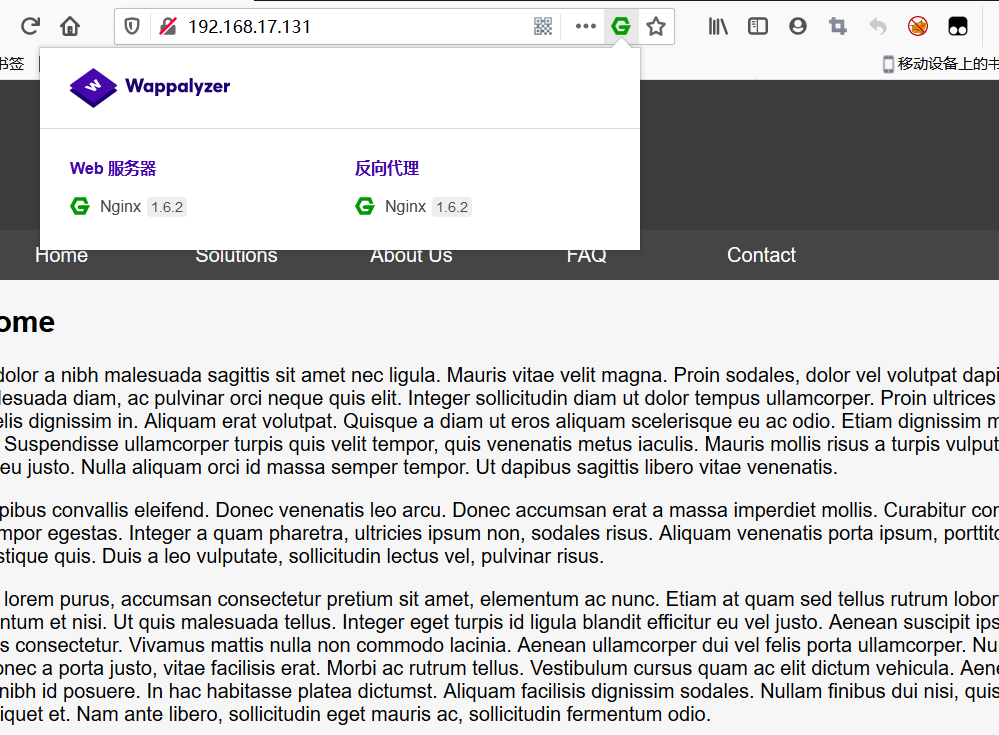 192.168.17.131
书签
移动设备上的书
Wappalyzer
Web 服务器
反向代理
Nginx 1.6.2
Nginx 1.6.2
Home Solutions About Us FAQ Contact
ome
dolor a nibh malesuada sagittis sit amet nec ligula. Mauris vitae velit magna. Proin sodales, dolor vel volutpat dapi
lesuada diam, ac pulvinar orci neque quis elit. Integer sollicitudin diam ut dolor tempus ullamcorper. Proin ultrices
elis dignissim in. Aliquam erat volutpat. Quisque a diam ut eros aliquam scelerisque eu ac odio. Etiam dignissim m
Suspendisse ullamcorper turpis quis velit tempor, quis venenatis metus iaculis. Mauris mollis risus a turpis vulput
eu justo. Nulla aliquam orci id massa semper tempor. Ut dapibus sagittis libero vitae venenatis.
pibus convallis eleifend. Donec venenatis leo arcu. Donec accumsan erat a massa imperdiet mollis. Curabitur cor
mpor egestas. Integer a quam pharetra, ultricies ipsum non, sodales risus. Aliquam venenatis porta ipsum, porttito
stique quis. Duis a leo vulputate, sollicitudin lectus vel, pulvinar risus.
lorem purus, accumsan consectetur pretium sit amet, elementum ac nunc. Etiam at quam sed tellus rutrum lobor
ntum et nisi. Ut quis malesuada tellus. Integer eget turpis id ligula blandit efficitur eu vel justo. Aenean suscipit ips
s consectetur. Vivamus mattis nulla non commodo lacinia. Aenean ullamcorper dui vel felis porta ullamcorper. Nu
onec a porta justo, vitae facilisis erat. Morbi ac rutrum tellus. Vestibulum cursus quam ac elit dictum vehicula. Aene
nibh id posuere. In hac habitasse platea dictumst. Aliquam facilisis dignissim sodales. Nullam finibus dui nisi, quis
iquet et. Nam ante libero, sollicitudin eget mauris ac, sollicitudin fermentum odio.